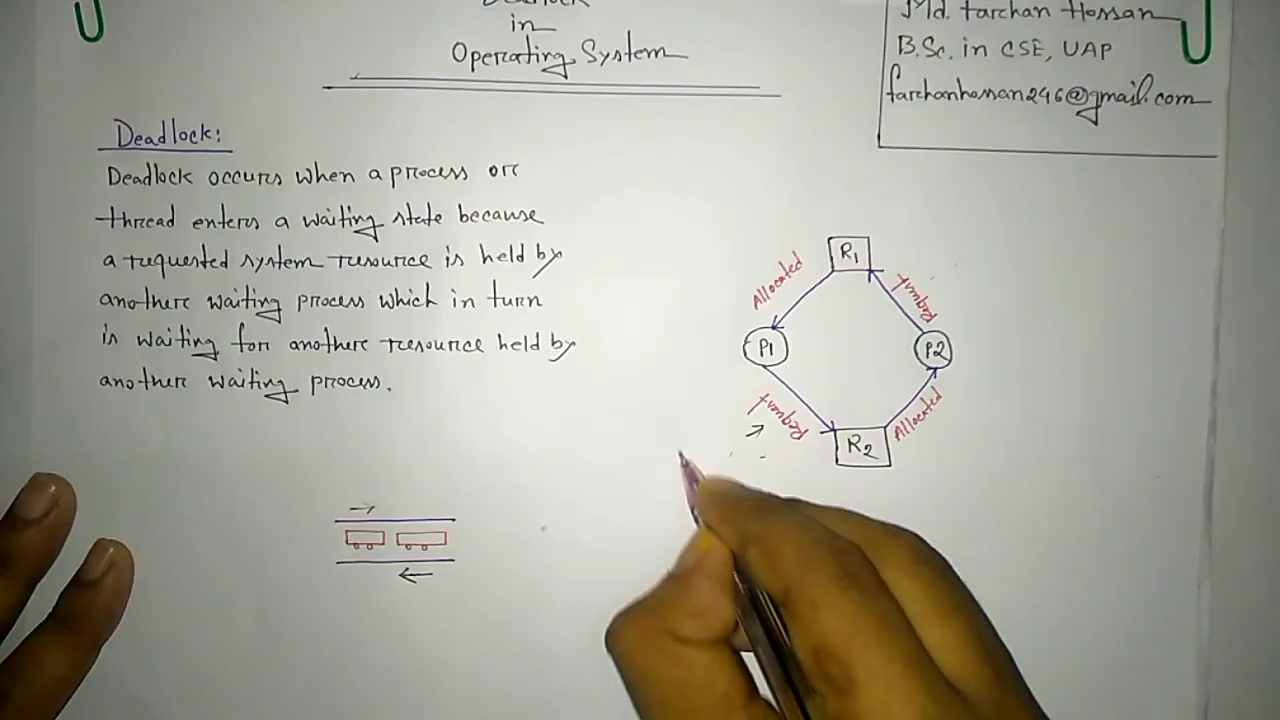 Deadlock
in
Operating System
Md. Farhan Hossan
B.Sc. in CSE, UAP
farhanhossan246@gmail.com
Deadlock:
Deadlock occurs when a process or
thread enters a waiting state because
a requested system resource is held by
another waiting process which in turn
is waiting for another resource held by
another waiting process.
R1
Allocated
Request
P1
P2
Request
Allocated
R2